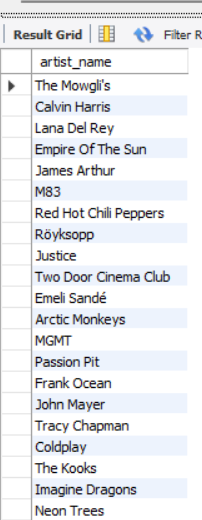 Result Grid Filter R
artist_name
The Mowgli's
Calvin Harris
Lana Del Rey
Empire Of The Sun
James Arthur
M83
Red Hot Chili Peppers
Röyksopp
Justice
Two Door Cinema Club
Emeli Sandé
Arctic Monkeys
MGMT
Passion Pit
Frank Ocean
John Mayer
Tracy Chapman
Coldplay
The Kooks
Imagine Dragons
Neon Trees